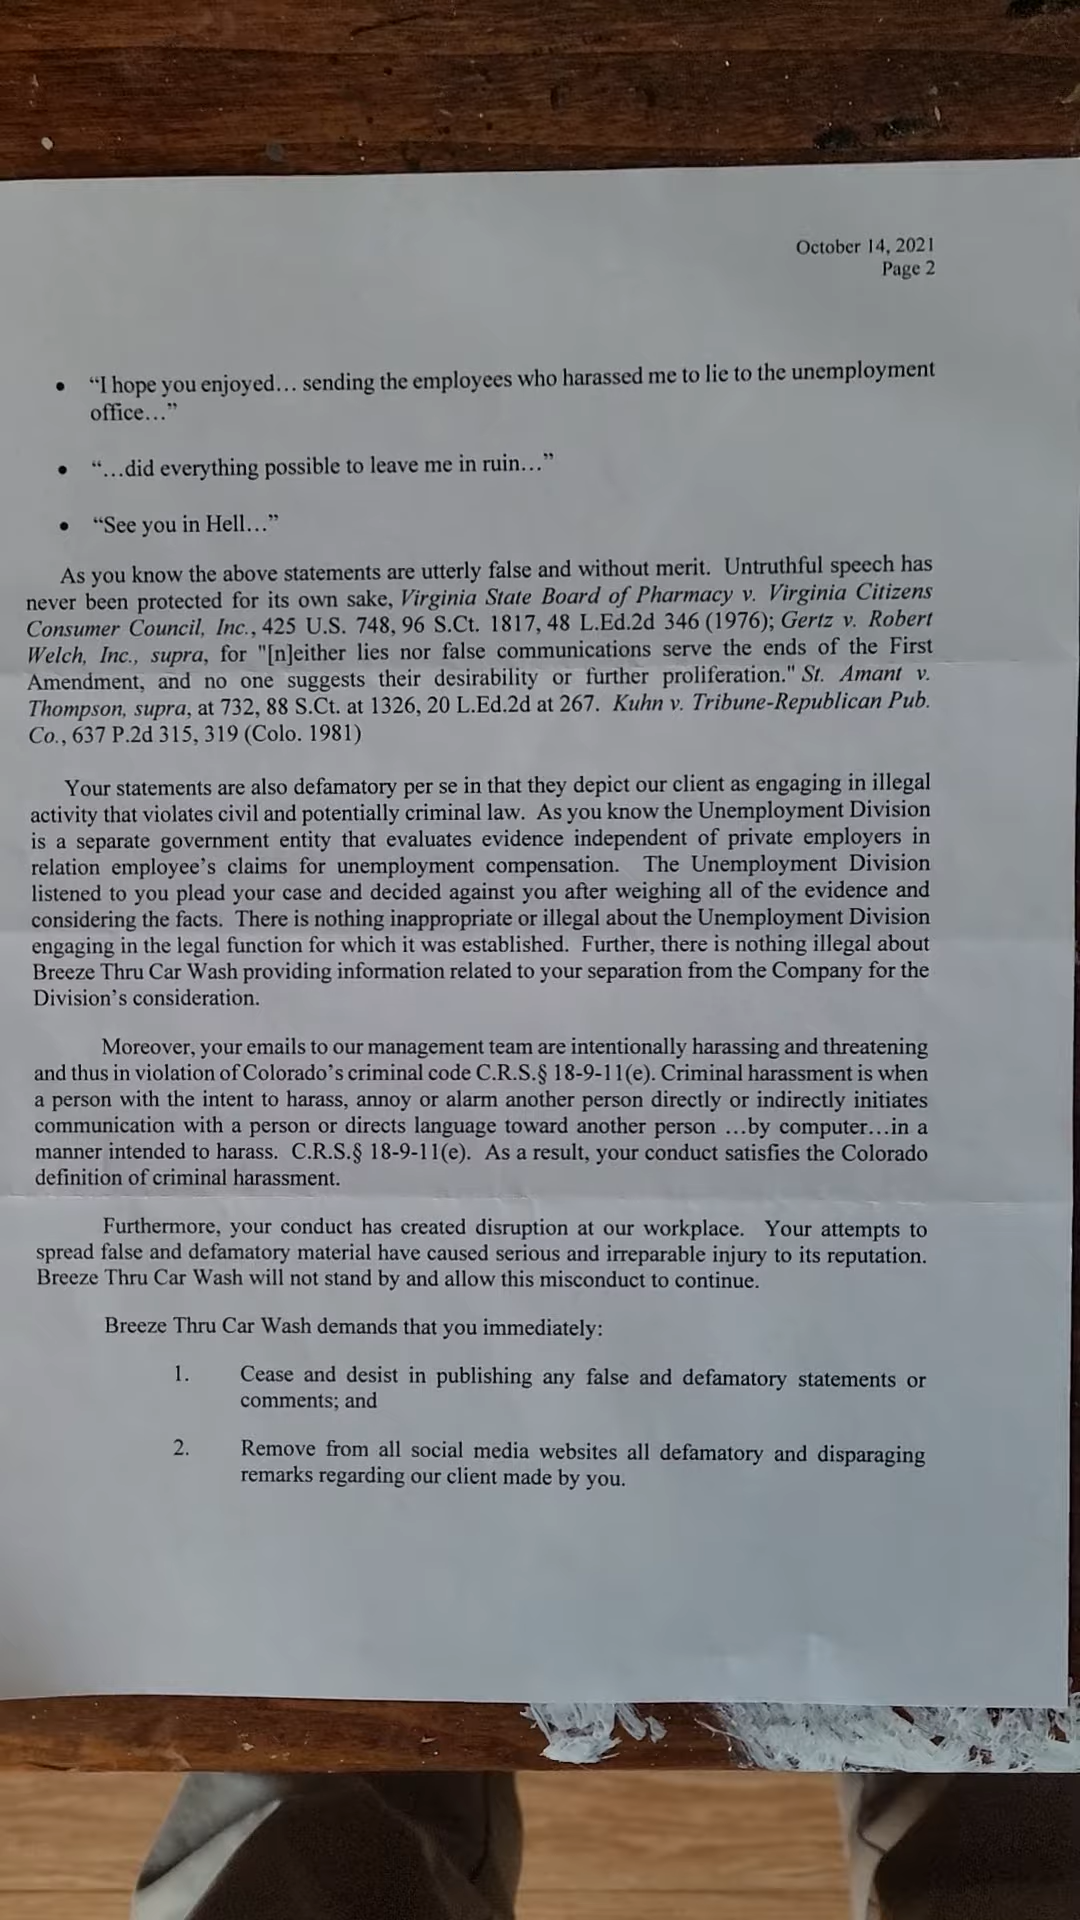 October 14, 2021
Page 2
• “I hope you enjoyed… sending the employees who harassed me to lie to the unemployment
office…”
• “…did everything possible to leave me in ruin…”
• “See you in Hell…”
As you know the above statements are utterly false and without merit. Untruthful speech has
never been protected for its own sake, Virginia State Board of Pharmacy v. Virginia Citizens
Consumer Council, Inc., 425 U.S. 748, 96 S.Ct. 1817, 48 L.Ed.2d 346 (1976); Gertz v. Robert
Welch, Inc., supra, for "[n]either lies nor false communications serve the ends of the First
Amendment, and no one suggests their desirability or further proliferation." St. Amant v.
Thompson, supra, at 732, 88 S.Ct. at 1326, 20 L.Ed.2d at 267. Kuhn v. Tribune-Republican Pub.
Co., 637 P.2d 315, 319 (Colo. 1981)
Your statements are also defamatory per se in that they depict our client as engaging in illegal
activity that violates civil and potentially criminal law. As you know the Unemployment Division
is a separate government entity that evaluates evidence independent of private employers in
relation employee’s claims for unemployment compensation. The Unemployment Division
listened to you plead your case and decided against you after weighing all of the evidence and
considering the facts. There is nothing inappropriate or illegal about the Unemployment Division
engaging in the legal function for which it was established. Further, there is nothing illegal about
Breeze Thru Car Wash providing information related to your separation from the Company for the
Division’s consideration.
Moreover, your emails to our management team are intentionally harassing and threatening
and thus in violation of Colorado’s criminal code C.R.S.§ 18-9-11(e). Criminal harassment is when
a person with the intent to harass, annoy or alarm another person directly or indirectly initiates
communication with a person or directs language toward another person …by computer…in a
manner intended to harass. C.R.S.§ 18-9-11(e). As a result, your conduct satisfies the Colorado
definition of criminal harassment.
Furthermore, your conduct has created disruption at our workplace. Your attempts to
spread false and defamatory material have caused serious and irreparable injury to its reputation.
Breeze Thru Car Wash will not stand by and allow this misconduct to continue.
Breeze Thru Car Wash demands that you immediately:
1. Cease and desist in publishing any false and defamatory statements or
comments; and
2. Remove from all social media websites all defamatory and disparaging
remarks regarding our client made by you.